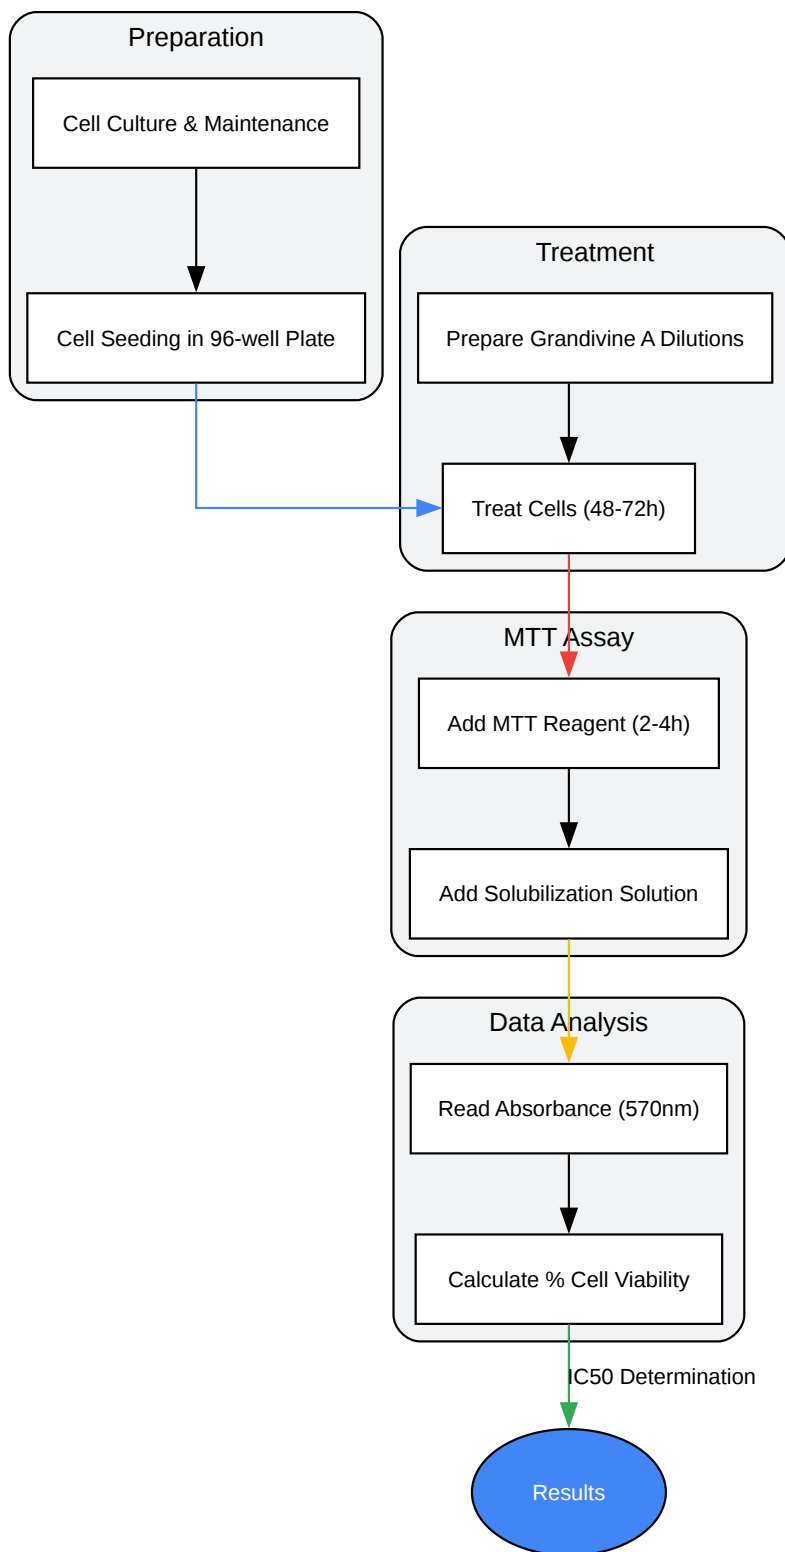 Preparation
Cell Culture & Maintenance
Cell Seeding in 96-well Plate
Treatment
Prepare Grandivine A Dilutions
Treat Cells (48-72h)
MTT Assay
Add MTT Reagent (2-4h)
Add Solubilization Solution
Data Analysis
Read Absorbance (570nm)
Calculate % Cell Viability
IC50 Determination
Results